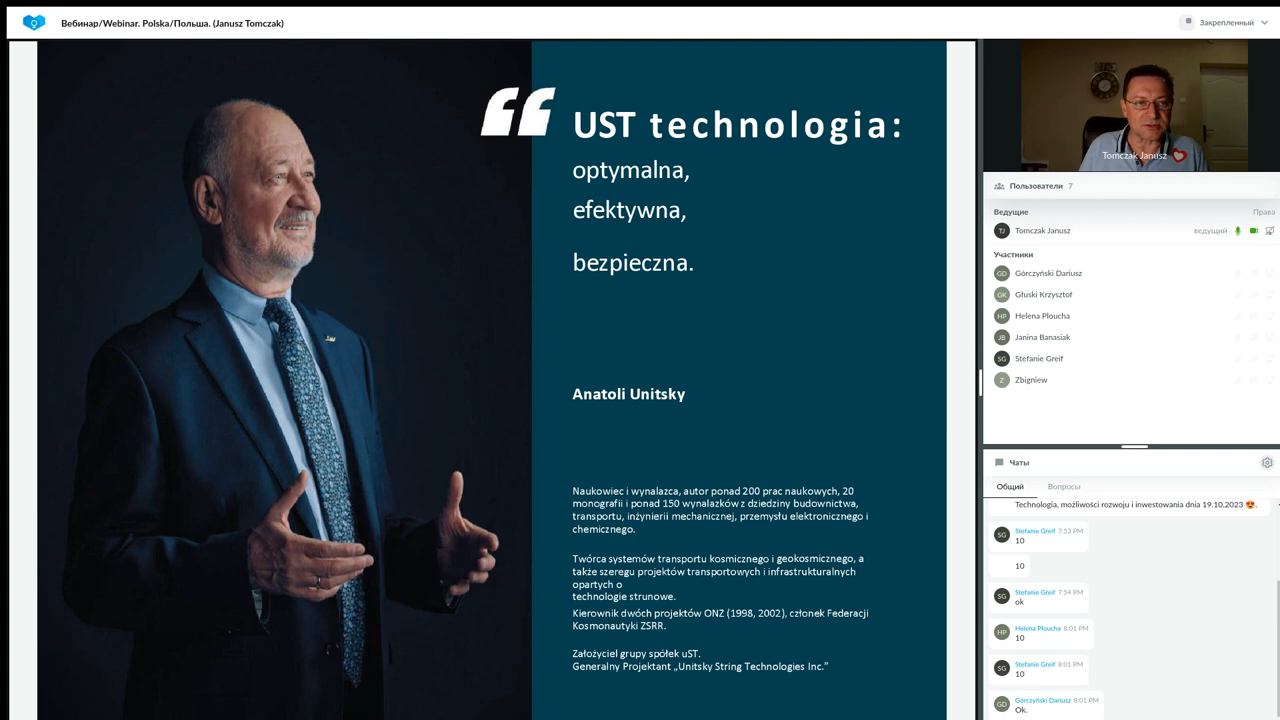 Вебинар/Webinar. Polska/Польша. (Janusz Tomczak)
Закрепленный
UST technologia:
optymalna,
efektywna,
bezpieczna.
Anatoli Unitsky
Naukowiec i wynalazca, autor ponad 200 prac naukowych, 20
monografii i ponad 150 wynalazków z dziedziny budownictwa,
transportu, inżynierii mechanicznej, przemysłu elektronicznego i
chemicznego.
Twórca systemów transportu kosmicznego i geokosmicznego, a
także szeregu projektów transportowych i infrastrukturalnych
opartych o
technologie strunowe.
Kierownik dwóch projektów ONZ (1998, 2002), członek Federacji
Kosmonautyki ZSRR.
Założyciel grupy spółek uST.
Generalny Projektant „Unitsky String Technologies Inc.”
Tomczak Janusz
Пользователи 7
Ведущие Права
TJ Tomczak Janusz ведущий
Участники
GD Górczyński Dariusz
GK Głuski Krzysztof
HP Helena Ploucha
JB Janina Banasiak
SG Stefanie Greif
Z Zbigniew
Чаты
Общий Вопросы
Technologia, możliwości rozwoju i inwestowania dnia 19.10.2023 😍.
SG Stefanie Greif 7:53 PM
10
10
SG Stefanie Greif 7:54 PM
ok
HP Helena Ploucha 8:01 PM
10
SG Stefanie Greif 8:01 PM
10
GD Górczyński Dariusz 8:01 PM
Ok.